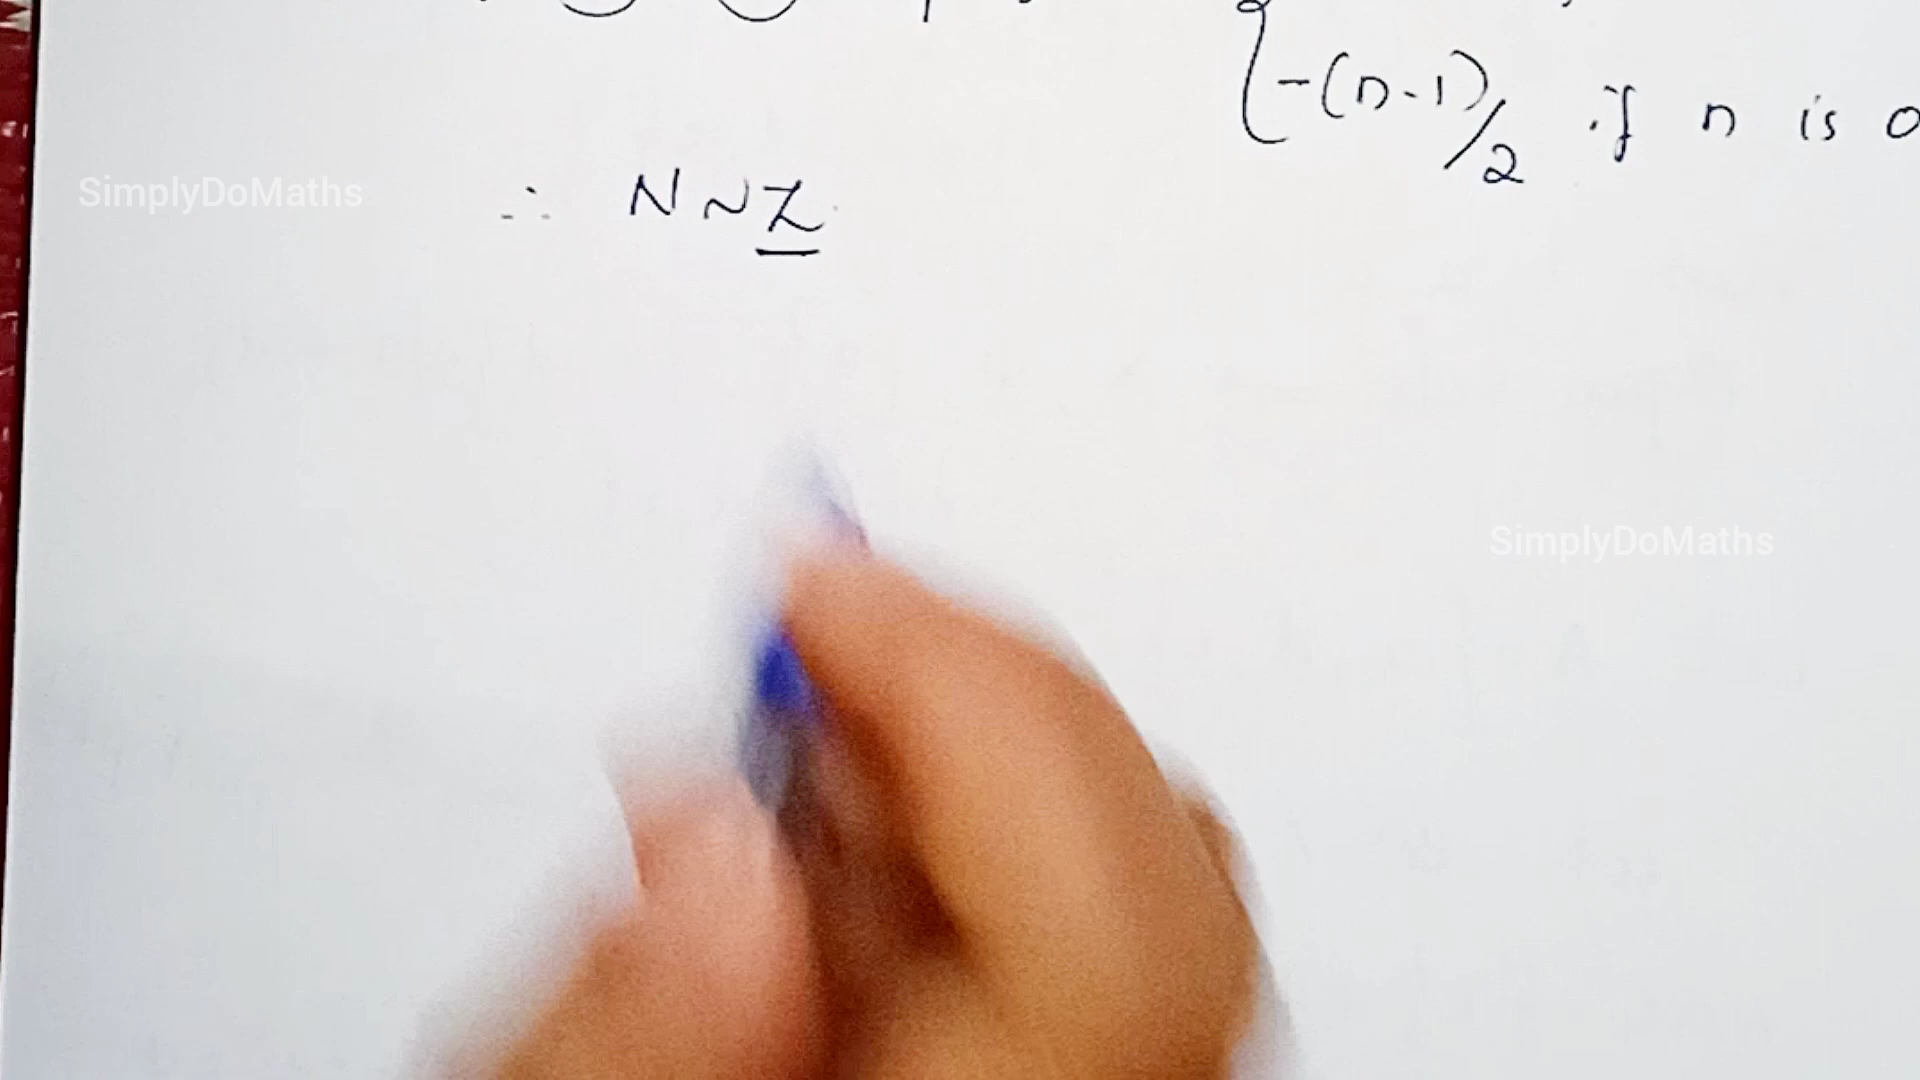 -(n-1)/2 if n is
SimplyDoMaths
∴ N ~ Z
SimplyDoMaths